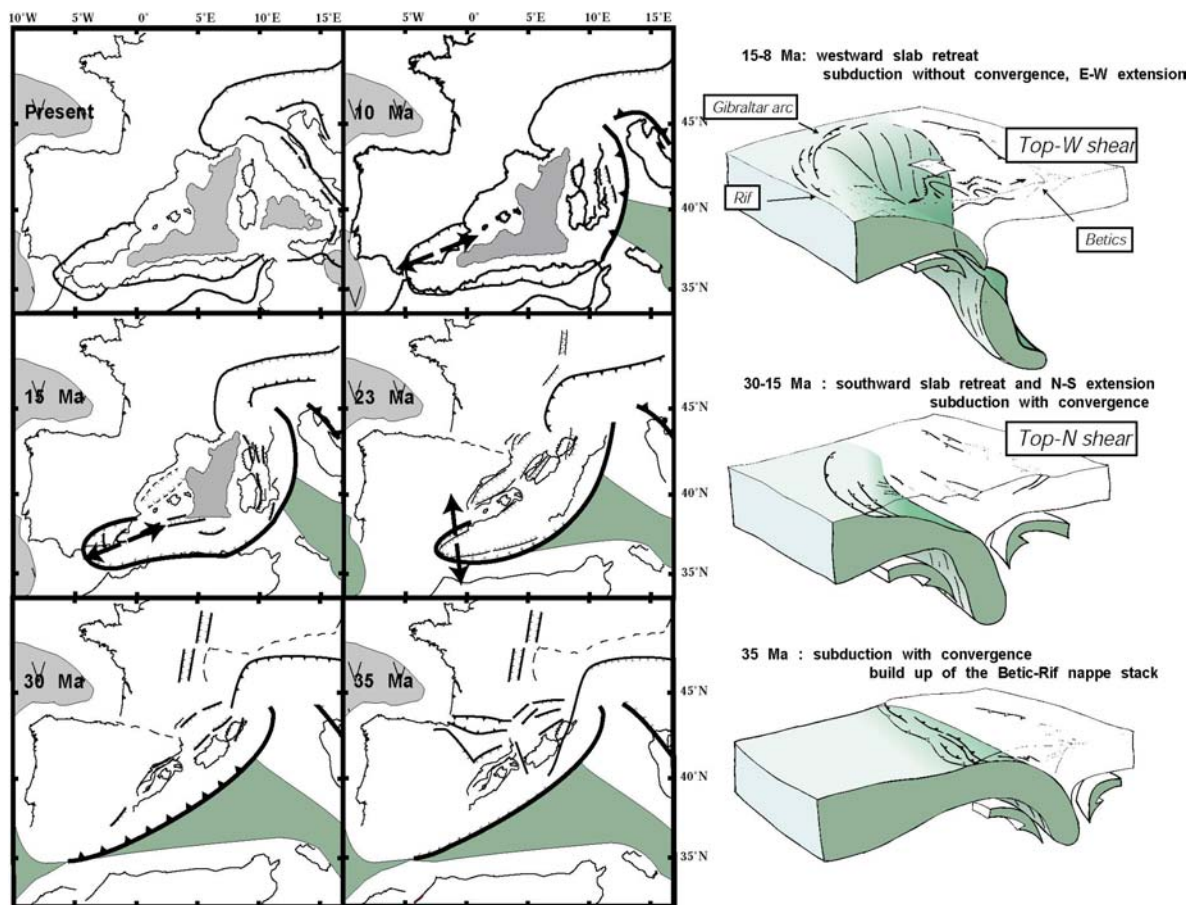 10°W 5°W 0° 5°E 10°E 15°E 5°W 0° 5°E 10°E 15°E
Present
10 Ma
45°N
40°N
35°N
15 Ma
23 Ma
45°N
40°N
35°N
30 Ma
35 Ma
45°N
40°N
35°N
15-8 Ma: westward slab retreat
subduction without convergence, E-W extension
Gibraltar arc
Top-W shear
Rif
Betics
30-15 Ma : southward slab retreat and N-S extension
subduction with convergence
Top-N shear
35 Ma : subduction with convergence
build up of the Betic-Rif nappe stack